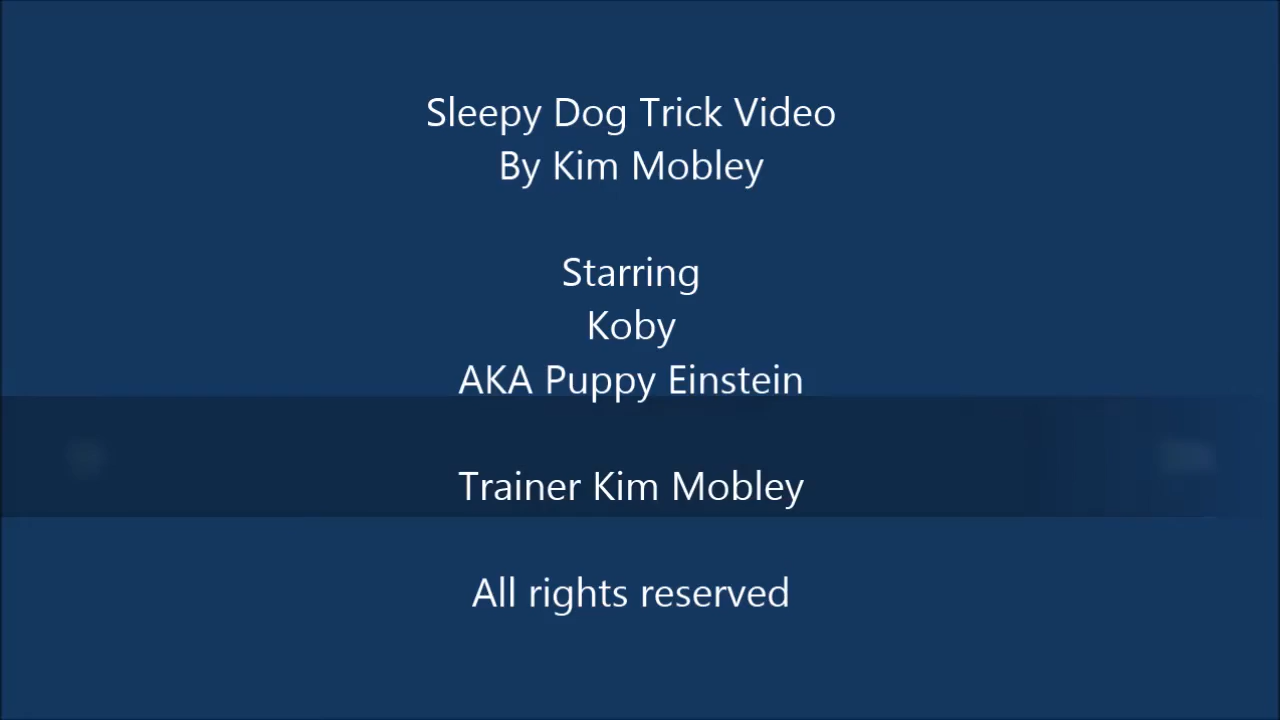 Sleepy Dog Trick Video
By Kim Mobley
Starring
Koby
AKA Puppy Einstein
Trainer Kim Mobley
All rights reserved